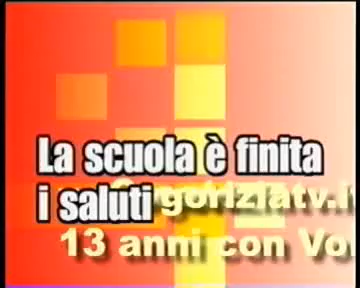 La scuola è finita
i saluti
goriziatv.i
13 anni con Vo